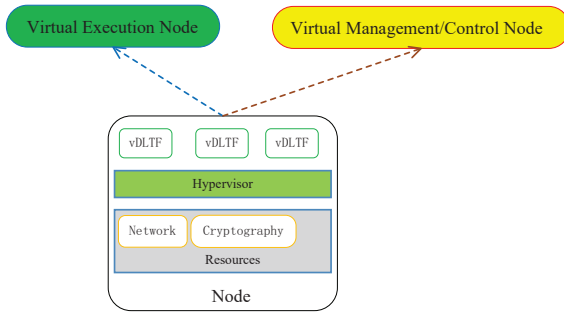 Virtual Execution Node
Virtual Management/Control Node
vDLTF
vDLTF
vDLTF
Hypervisor
Network
Cryptography
Resources
Node